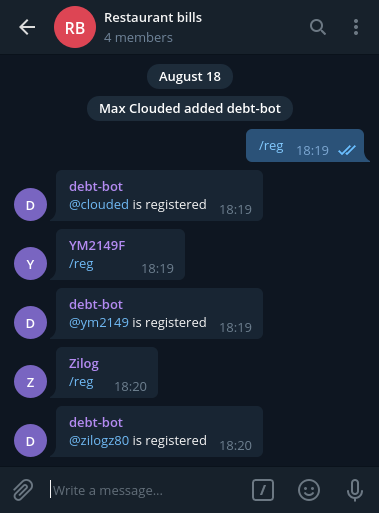 Restaurant bills
RB
4 members
August 18
Max Clouded added debt-bot
/reg 18:19
debt-bot
@clouded is registered 18:19
D
YM2149F
/reg 18:19
Y
debt-bot
@ym2149 is registered 18:19
D
Zilog
/reg 18:20
Z
debt-bot
@zilogz80 is registered 18:20
D
Write a message...